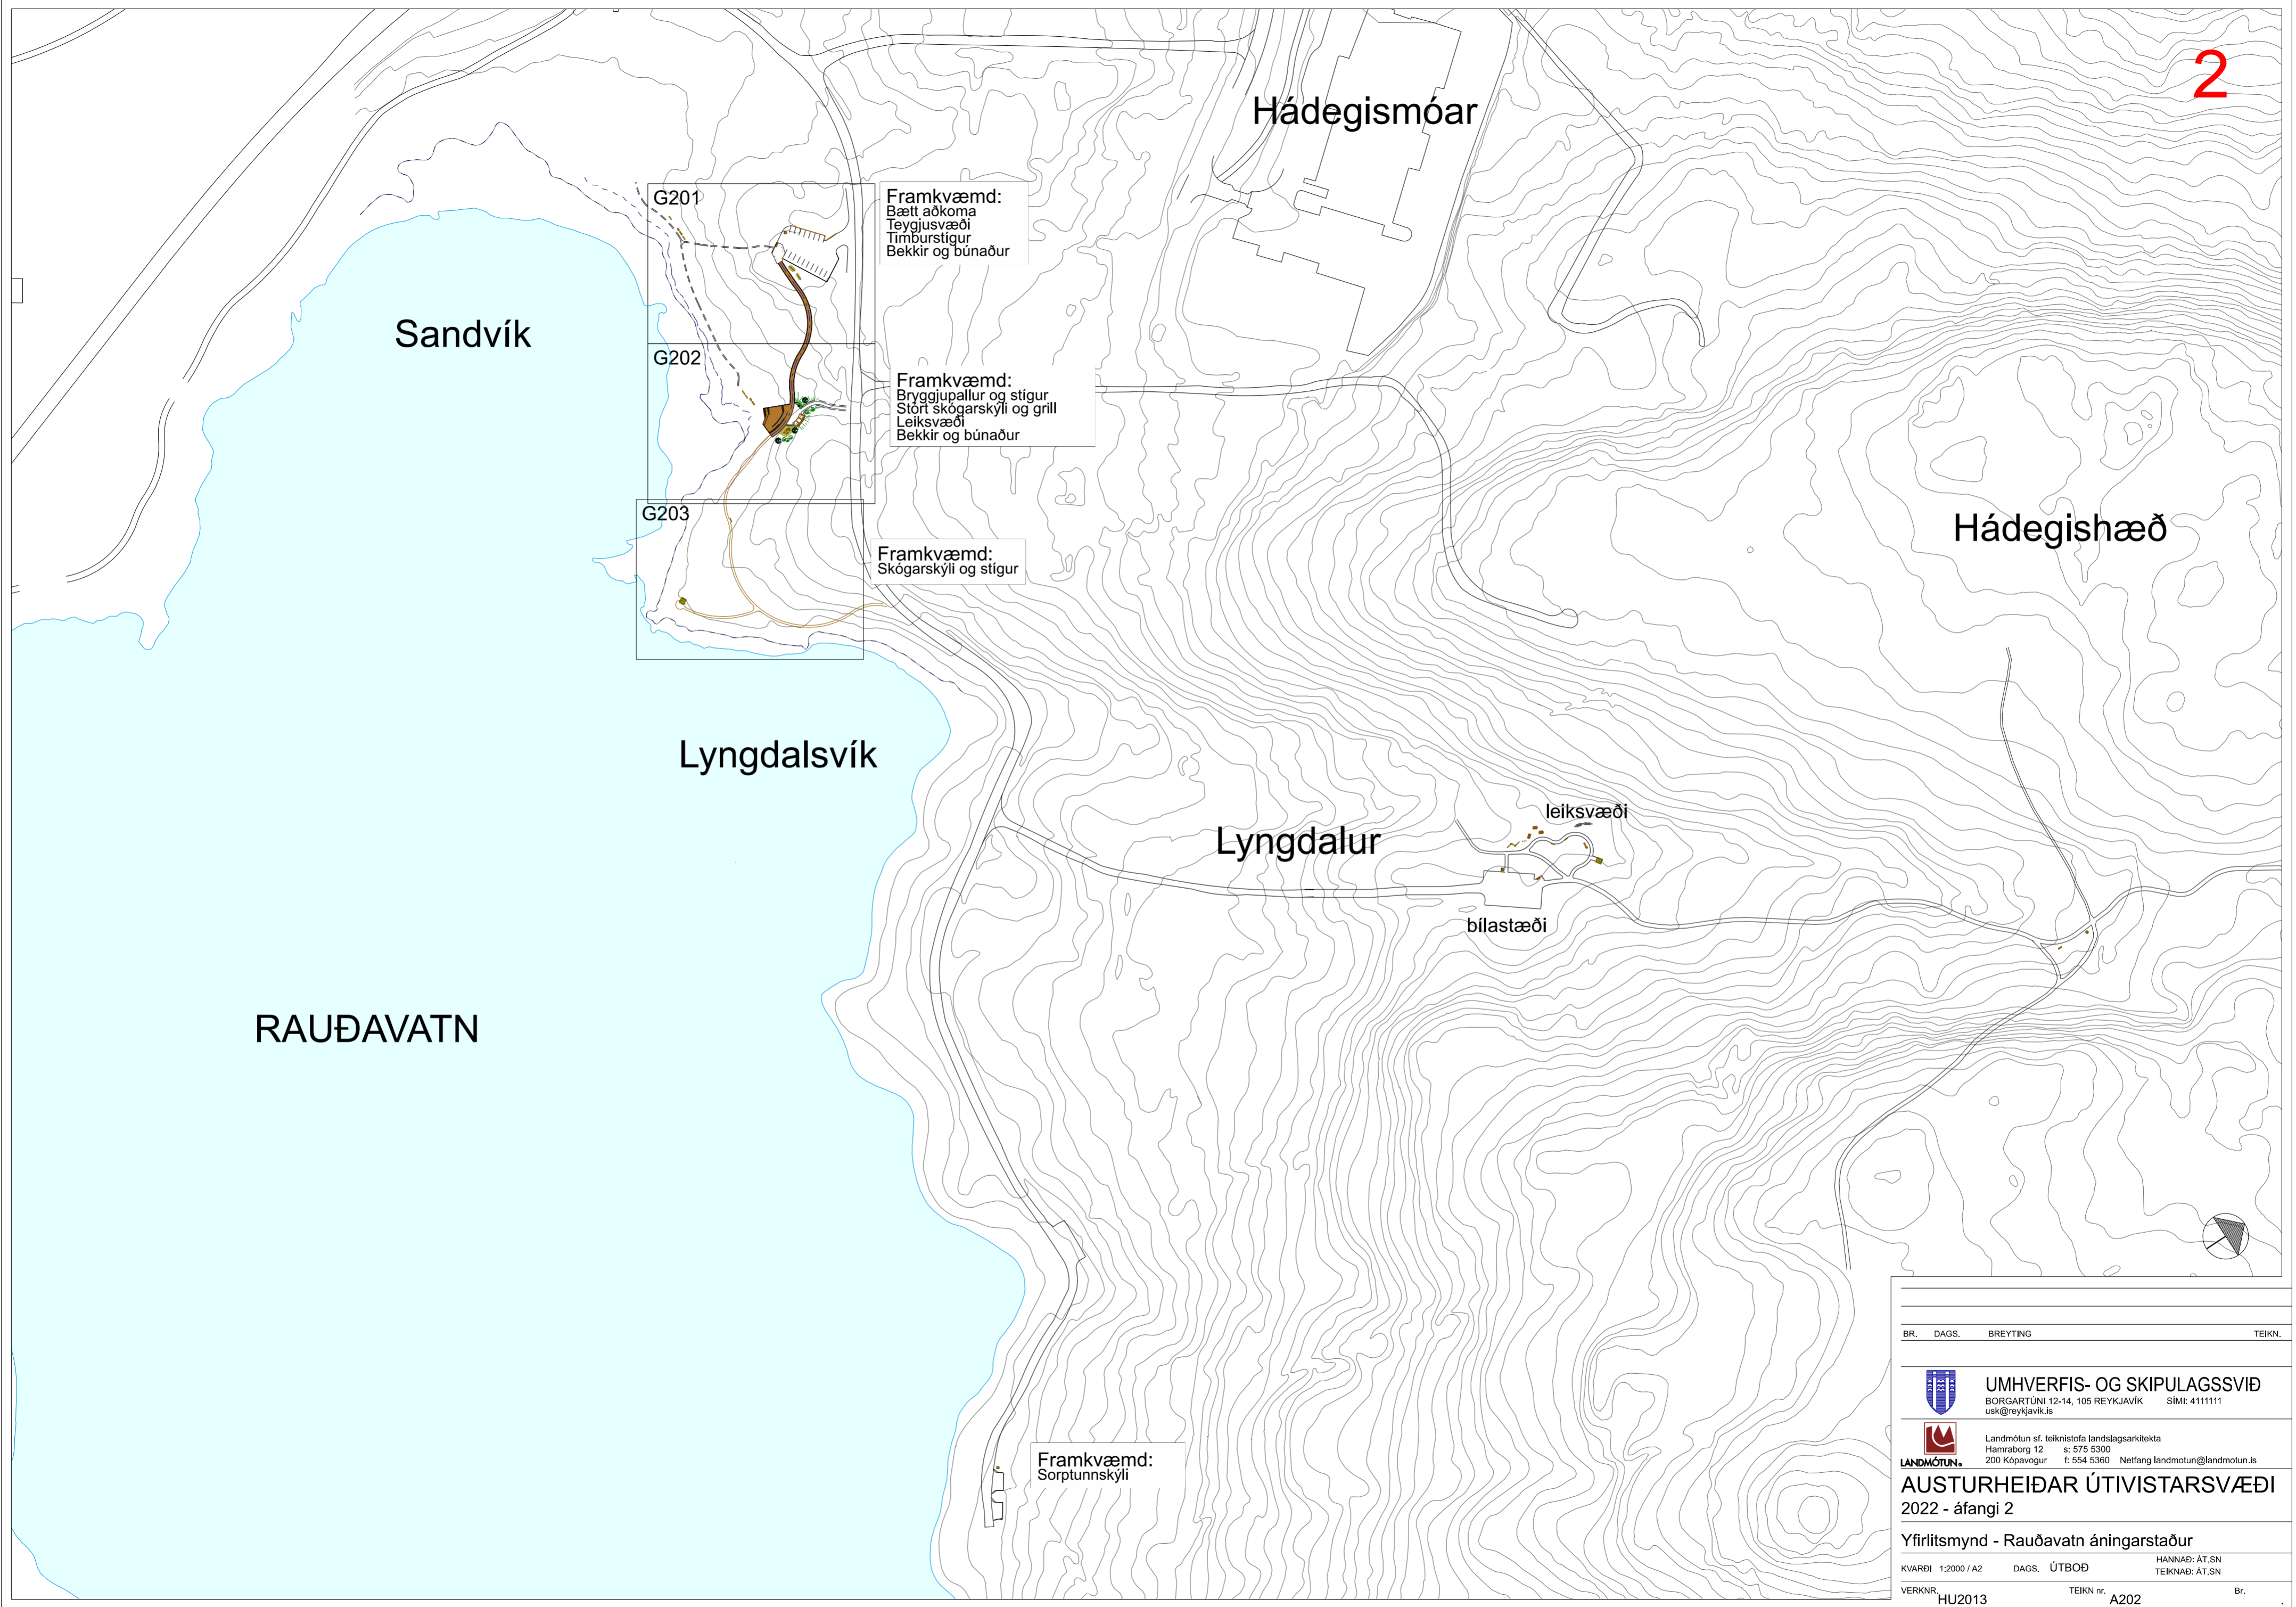 2
Hádegismóar
G201
Framkvæmd:
Bætt aðkoma
Teygjusvæði
Timburstígur
Bekkir og búnaður
Sandvík
G202
Framkvæmd:
Bryggjupallur og stígur
Stórt skógarskýli og grill
Leiksvæði
Bekkir og búnaður
G203
Hádegishæð
Framkvæmd:
Skógarskýli og stígur
Lyngdalsvík
leiksvæði
Lyngdalur
bílastæði
RAUÐAVATN
Framkvæmd:
Sorptunnskýli
BR. DAGS. BREYTING TEIKN.
UMHVERFIS- OG SKIPULAGSSVIÐ
BORGARTÚNI 12-14, 105 REYKJAVÍK SÍMI: 4111111
usk@reykjavik.is
LANDMÓTUN
Landmótun sf. teiknistofa landslagsarkitekta
Hamraborg 12 s: 575 5300
200 Kópavogur f: 554 5360 Netfang landmotun@landmotun.is
AUSTURHEIÐAR ÚTIVISTARSVÆÐI
2022 - áfangi 2
Yfirlitsmynd - Rauðavatn áningarstaður
KVARÐI 1:2000 / A2 DAGS. ÚTBOÐ HANNAÐ: ÁT,SN
TEIKNAÐ: ÁT,SN
VERKNR. HU2013 TEIKN nr. A202 Br. .